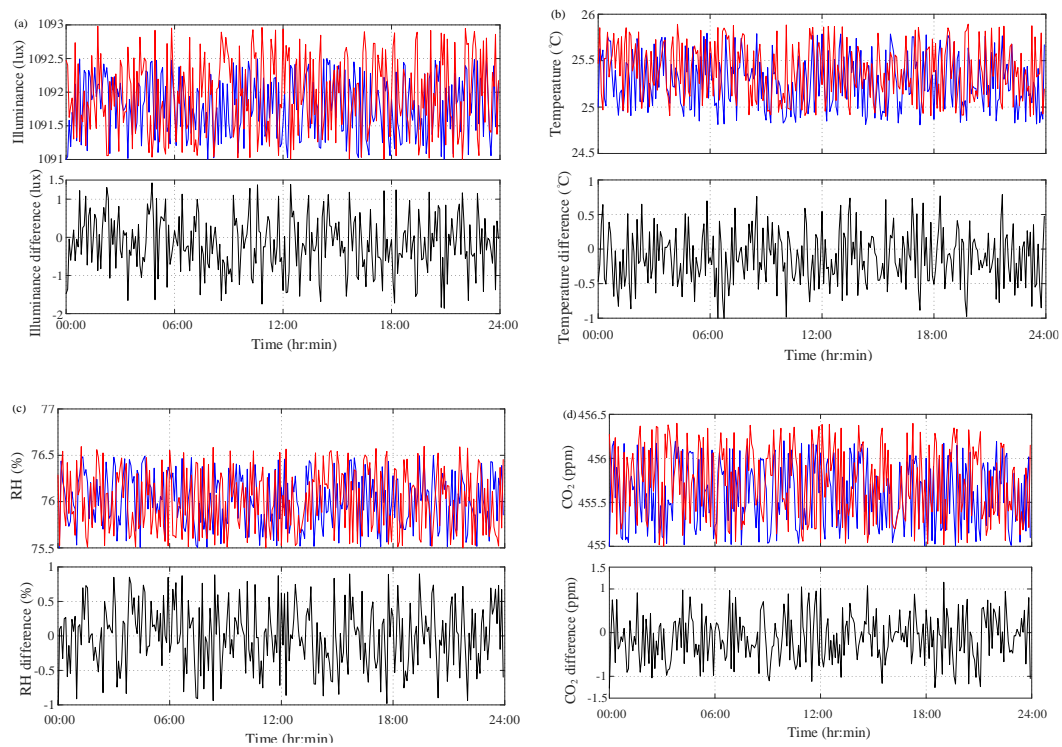 (a)
1093
1092.5
1092
1091.5
1091
Illuminance (lux)
1.5
1
0
-1
-2
Illuminance difference (lux)
00:00 06:00 12:00 18:00 24:00
Time (hr:min)
(b)
26
25.5
25
24.5
Temperature (°C)
1
0.5
0
-0.5
-1
Temperature difference (°C)
00:00 06:00 12:00 18:00 24:00
Time (hr:min)
(c)
77
76.5
76
75.5
RH (%)
1
0.5
0
-0.5
-1
RH difference (%)
00:00 06:00 12:00 18:00 24:00
Time (hr:min)
(d)
456.5
456
455.5
455
CO₂ (ppm)
1.5
1
0
-1
-1.5
CO₂ difference (ppm)
00:00 06:00 12:00 18:00 24:00
Time (hr:min)